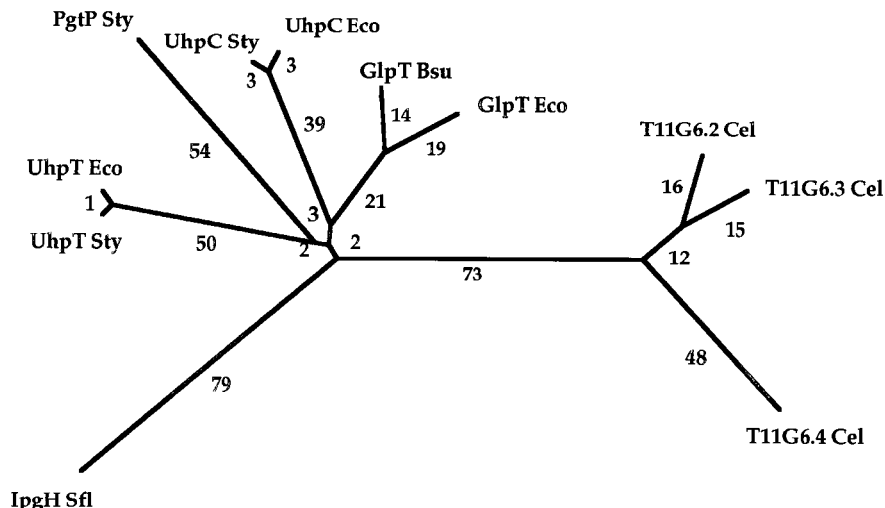 PgtP Sty
UhpC Eco
UhpC Sty
3
3
GlpT Bsu
GlpT Eco
14
39
19
T11G6.2 Cel
54
UhpT Eco
16
T11G6.3 Cel
1
21
3
15
UhpT Sty
50
2
2
12
73
48
79
T11G6.4 Cel
IpgH Sfl